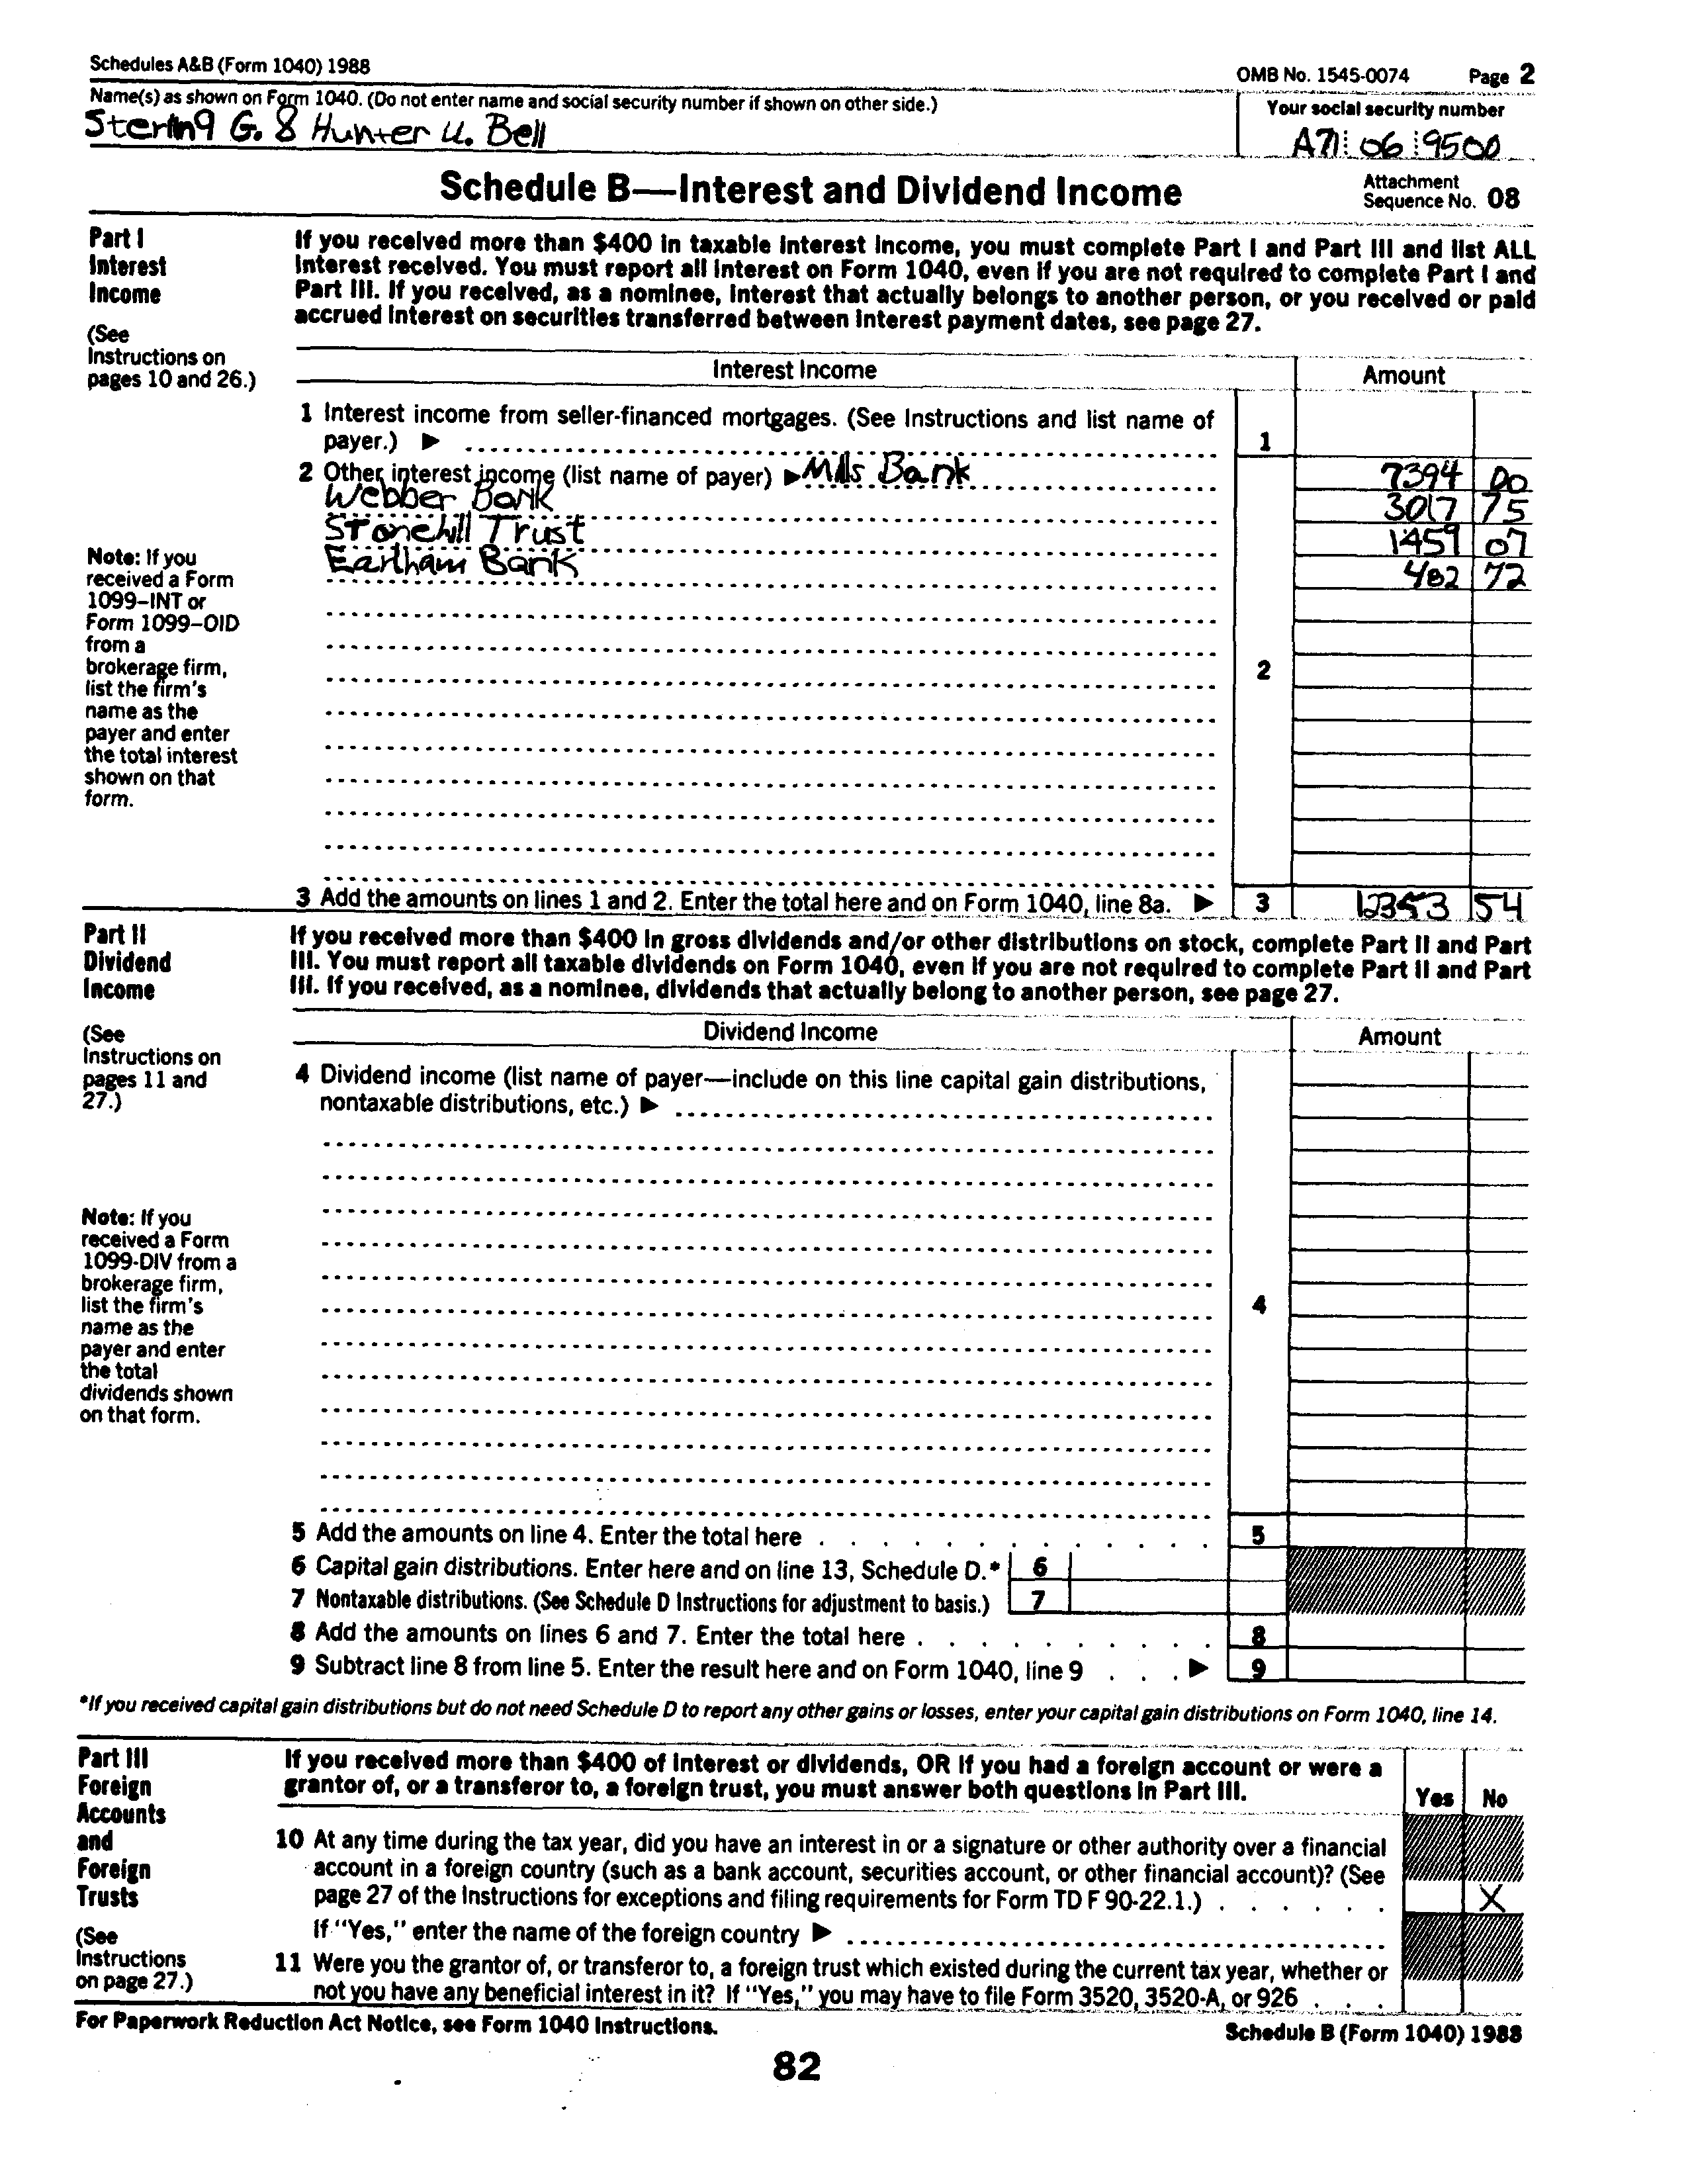 Schedules A&B (Form 1040) 1988
OMB No. 1545-0074 Page 2
Name(s) as shown on Form 1040. (Do not enter name and social security number if shown on other side.)
Your social security number
Sterling G. & Hunter U. Bell
A71 06 9500
Schedule B—Interest and Dividend Income
Attachment
Sequence No. 08
Part I
Interest
Income
(See
Instructions on
pages 10 and 26.)
If you received more than $400 in taxable interest income, you must complete Part I and Part III and list ALL
interest received. You must report all interest on Form 1040, even if you are not required to complete Part I and
Part III. If you received, as a nominee, interest that actually belongs to another person, or you received or paid
accrued interest on securities transferred between interest payment dates, see page 27.
Interest Income
Amount
1 Interest income from seller-financed mortgages. (See Instructions and list name of
payer.) ▶
1
2 Other interest income (list name of payer) ▶ Mills Bank 7394 00
Webber Bank 3017 75
Stonehill Trust 1459 07
Earlham Bank 482 72
Note: If you
received a Form
1099–INT or
Form 1099–OID
from a
brokerage firm,
list the firm's
name as the
payer and enter
the total interest
shown on that
form.
2
3 Add the amounts on lines 1 and 2. Enter the total here and on Form 1040, line 8a. ▶ 3 12353 54
Part II
Dividend
Income
(See
Instructions on
pages 11 and
27.)
If you received more than $400 in gross dividends and/or other distributions on stock, complete Part II and Part
III. You must report all taxable dividends on Form 1040, even if you are not required to complete Part II and Part
III. If you received, as a nominee, dividends that actually belong to another person, see page 27.
Dividend Income
Amount
4 Dividend income (list name of payer—include on this line capital gain distributions,
nontaxable distributions, etc.) ▶
Note: If you
received a Form
1099-DIV from a
brokerage firm,
list the firm's
name as the
payer and enter
the total
dividends shown
on that form.
4
5 Add the amounts on line 4. Enter the total here . . . . . . . . . . . . 5
6 Capital gain distributions. Enter here and on line 13, Schedule D.* 6
7 Nontaxable distributions. (See Schedule D Instructions for adjustment to basis.) 7
8 Add the amounts on lines 6 and 7. Enter the total here . . . . . . . . . . 8
9 Subtract line 8 from line 5. Enter the result here and on Form 1040, line 9 . . . ▶ 9
*If you received capital gain distributions but do not need Schedule D to report any other gains or losses, enter your capital gain distributions on Form 1040, line 14.
Part III
Foreign
Accounts
and
Foreign
Trusts
(See
Instructions
on page 27.)
If you received more than $400 of interest or dividends, OR if you had a foreign account or were a
grantor of, or a transferor to, a foreign trust, you must answer both questions in Part III.
Yes No
10 At any time during the tax year, did you have an interest in or a signature or other authority over a financial
account in a foreign country (such as a bank account, securities account, or other financial account)? (See
page 27 of the Instructions for exceptions and filing requirements for Form TD F 90-22.1.) . . . . . . X
If "Yes," enter the name of the foreign country ▶
11 Were you the grantor of, or transferor to, a foreign trust which existed during the current tax year, whether or
not you have any beneficial interest in it? If "Yes," you may have to file Form 3520, 3520-A, or 926 . . .
For Paperwork Reduction Act Notice, see Form 1040 Instructions.
Schedule B (Form 1040) 1988
82